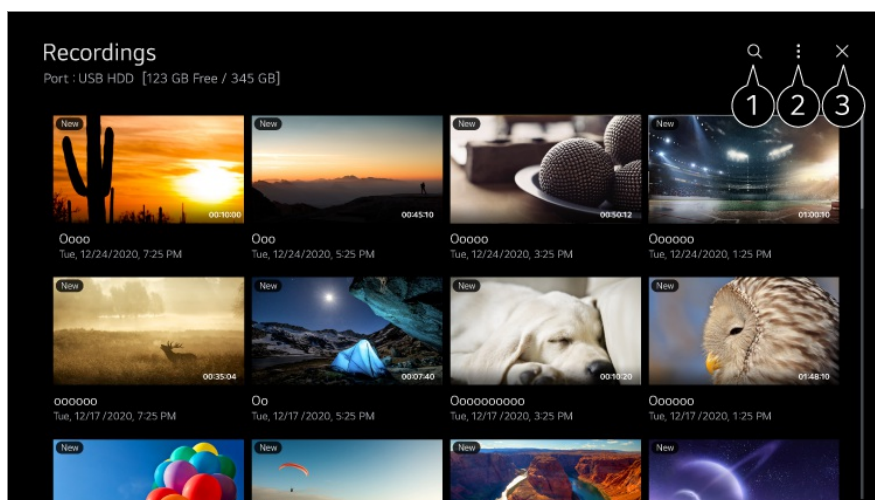 Recordings
Port : USB HDD [123 GB Free / 345 GB]
1 2 3
New New New New
00:10:00 00:45:10 00:50:12 01:00:10
Oooo Ooo Ooooo Oooooo
Tue, 12/24/2020, 7:25 PM Tue, 12/24/2020, 5:25 PM Tue, 12/24/2020, 3:25 PM Tue, 12/24/2020, 1:25 PM
New New New New
00:35:04 00:07:40 00:10:20 01:48:10
oooooo Oo Oooooooooo Oooooo
Tue, 12/17/2020, 7:25 PM Tue, 12/17/2020, 5:25 PM Tue, 12/17/2020, 3:25 PM Tue, 12/17/2020, 1:25 PM
New New New New